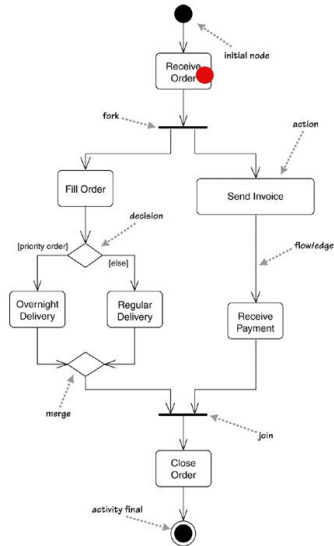 initial node
Receive
Order
fork
action
Fill Order
Send Invoice
decision
[priority order]
[else]
flow/edge
Overnight
Delivery
Regular
Delivery
Receive
Payment
merge
join
Close
Order
activity final